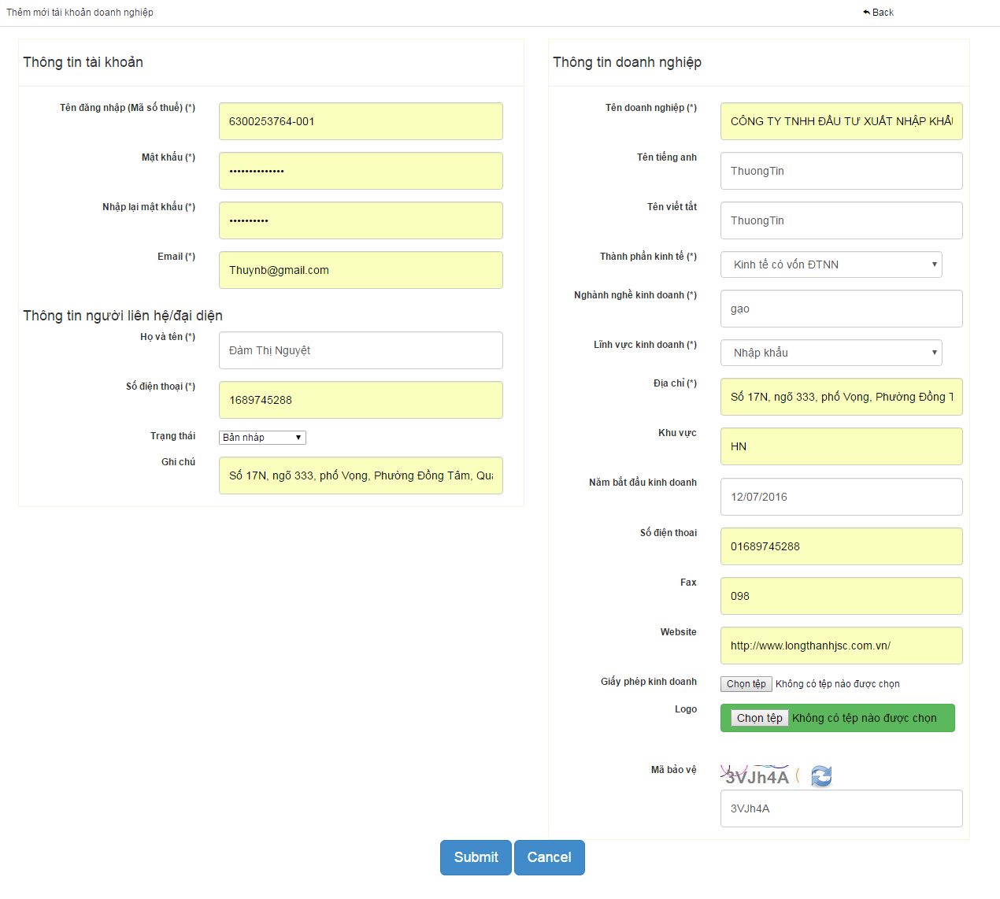 Thêm mới tài khoản doanh nghiệp
Back
Thông tin tài khoản
Tên đăng nhập (Mã số thuế) (*)
6300253764-001
Mật khẩu (*)
••••••••••••••
Nhập lại mật khẩu (*)
••••••••••
Email (*)
Thuynb@gmail.com
Thông tin người liên hệ/đại diện
Họ và tên (*)
Đàm Thị Nguyệt
Số điện thoại (*)
1689745288
Trạng thái
Bản nháp
Ghi chú
Số 17N, ngõ 333, phố Vọng, Phường Đồng Tâm, Qu
Thông tin doanh nghiệp
Tên doanh nghiệp (*)
CÔNG TY TNHH ĐẦU TƯ XUẤT NHẬP KHẨU
Tên tiếng anh
ThuongTin
Tên viết tắt
ThuongTin
Thành phần kinh tế (*)
Kinh tế có vốn ĐTNN
Nghành nghề kinh doanh (*)
gạo
Lĩnh vực kinh doanh (*)
Nhập khẩu
Địa chỉ (*)
Số 17N, ngõ 333, phố Vọng, Phường Đồng T
Khu vực
HN
Năm bắt đầu kinh doanh
12/07/2016
Số điện thoai
01689745288
Fax
098
Website
http://www.longthanhjsc.com.vn/
Giấy phép kinh doanh
Chọn tệp Không có tệp nào được chọn
Logo
Chọn tệp Không có tệp nào được chọn
Mã bảo vệ
3VJh4A
3VJh4A
Submit
Cancel